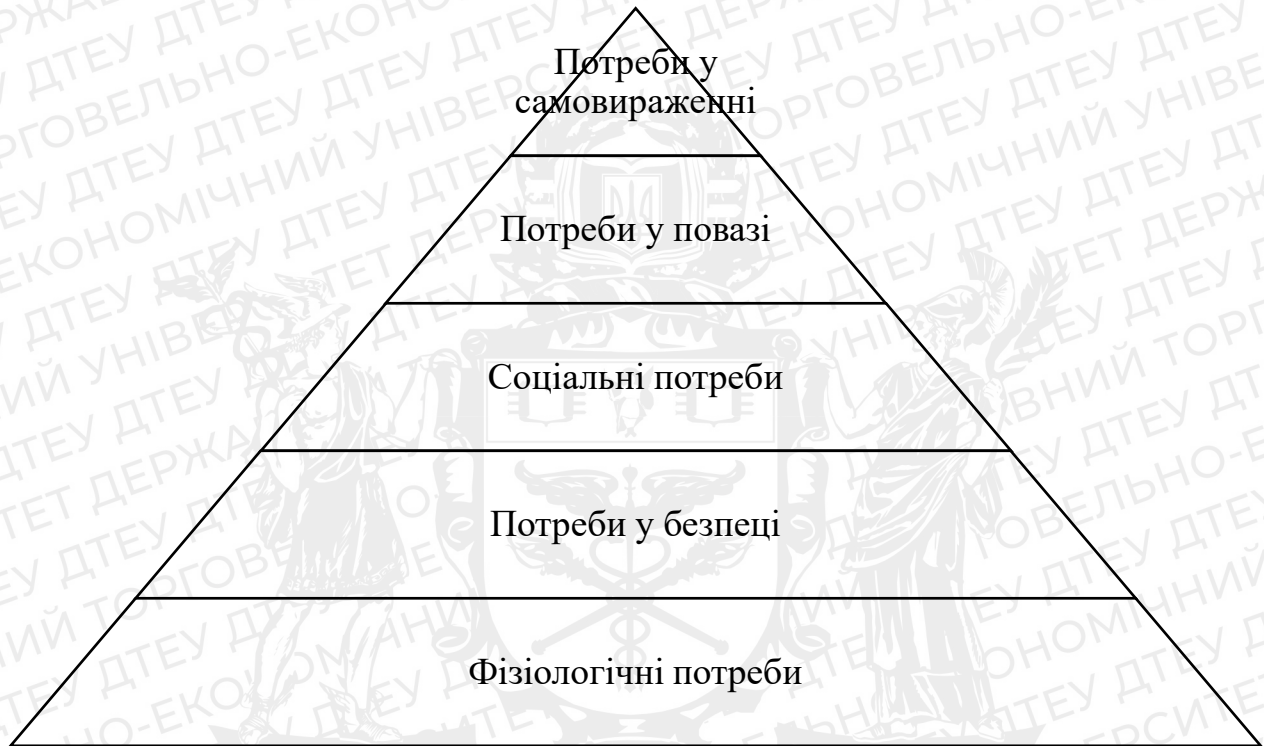 Потреби у
самовираженні
Потреби у повазі
Соціальні потреби
Потреби у безпеці
Фізіологічні потреби